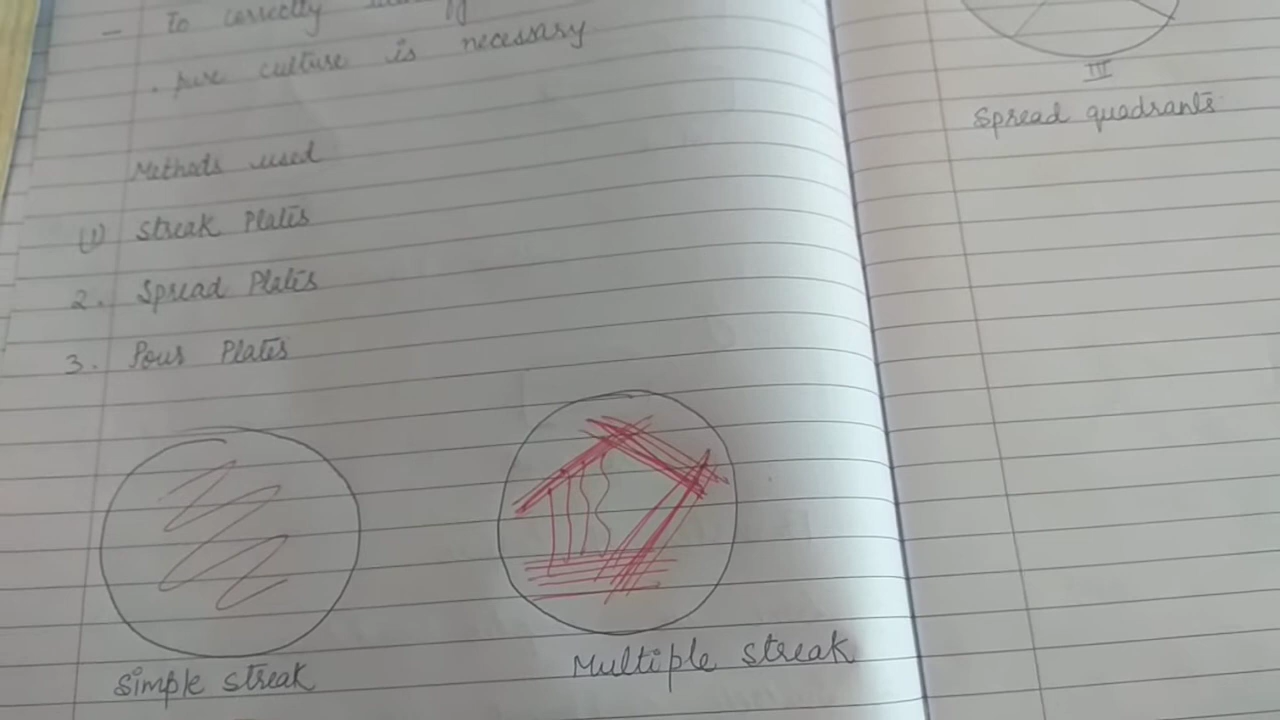 - To correctly
. pure culture is necessary
Methods used
(1) Streak Plates
2. Spread Plates
3. Pour Plates
Simple streak
Multiple streak
III
Spread quadrants